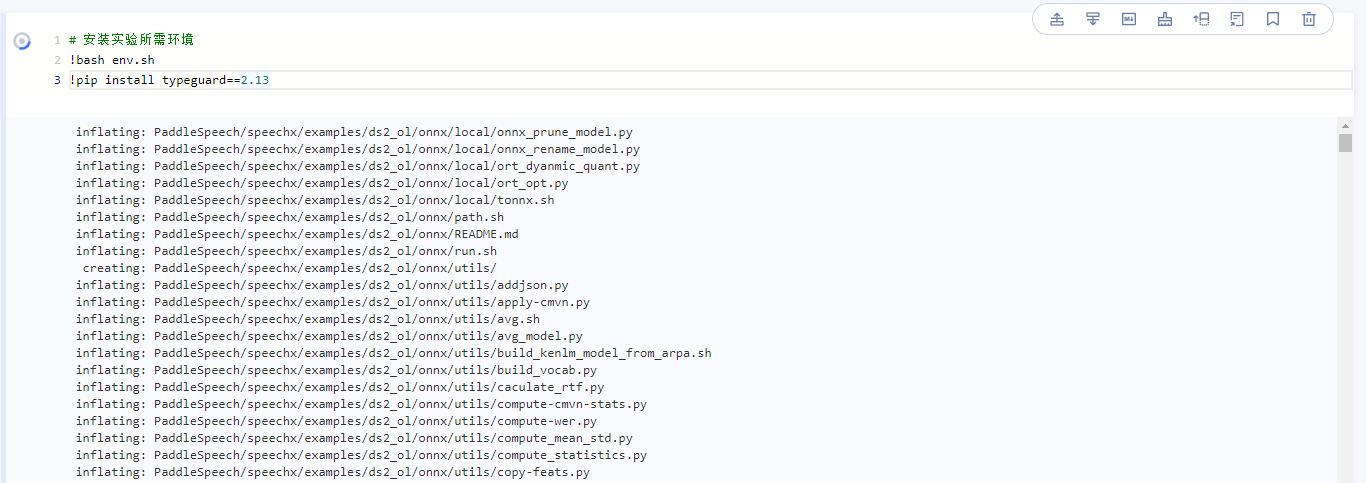 1 # 安装实验所需环境
2 !bash env.sh
3 !pip install typeguard==2.13
inflating: PaddleSpeech/speechx/examples/ds2_ol/onnx/local/onnx_prune_model.py
inflating: PaddleSpeech/speechx/examples/ds2_ol/onnx/local/onnx_rename_model.py
inflating: PaddleSpeech/speechx/examples/ds2_ol/onnx/local/ort_dyanmic_quant.py
inflating: PaddleSpeech/speechx/examples/ds2_ol/onnx/local/ort_opt.py
inflating: PaddleSpeech/speechx/examples/ds2_ol/onnx/local/tonnx.sh
inflating: PaddleSpeech/speechx/examples/ds2_ol/onnx/path.sh
inflating: PaddleSpeech/speechx/examples/ds2_ol/onnx/README.md
inflating: PaddleSpeech/speechx/examples/ds2_ol/onnx/run.sh
creating: PaddleSpeech/speechx/examples/ds2_ol/onnx/utils/
inflating: PaddleSpeech/speechx/examples/ds2_ol/onnx/utils/addjson.py
inflating: PaddleSpeech/speechx/examples/ds2_ol/onnx/utils/apply-cmvn.py
inflating: PaddleSpeech/speechx/examples/ds2_ol/onnx/utils/avg.sh
inflating: PaddleSpeech/speechx/examples/ds2_ol/onnx/utils/avg_model.py
inflating: PaddleSpeech/speechx/examples/ds2_ol/onnx/utils/build_kenlm_model_from_arpa.sh
inflating: PaddleSpeech/speechx/examples/ds2_ol/onnx/utils/build_vocab.py
inflating: PaddleSpeech/speechx/examples/ds2_ol/onnx/utils/caculate_rtf.py
inflating: PaddleSpeech/speechx/examples/ds2_ol/onnx/utils/compute-cmvn-stats.py
inflating: PaddleSpeech/speechx/examples/ds2_ol/onnx/utils/compute-wer.py
inflating: PaddleSpeech/speechx/examples/ds2_ol/onnx/utils/compute_mean_std.py
inflating: PaddleSpeech/speechx/examples/ds2_ol/onnx/utils/compute_statistics.py
inflating: PaddleSpeech/speechx/examples/ds2_ol/onnx/utils/copy-feats.py